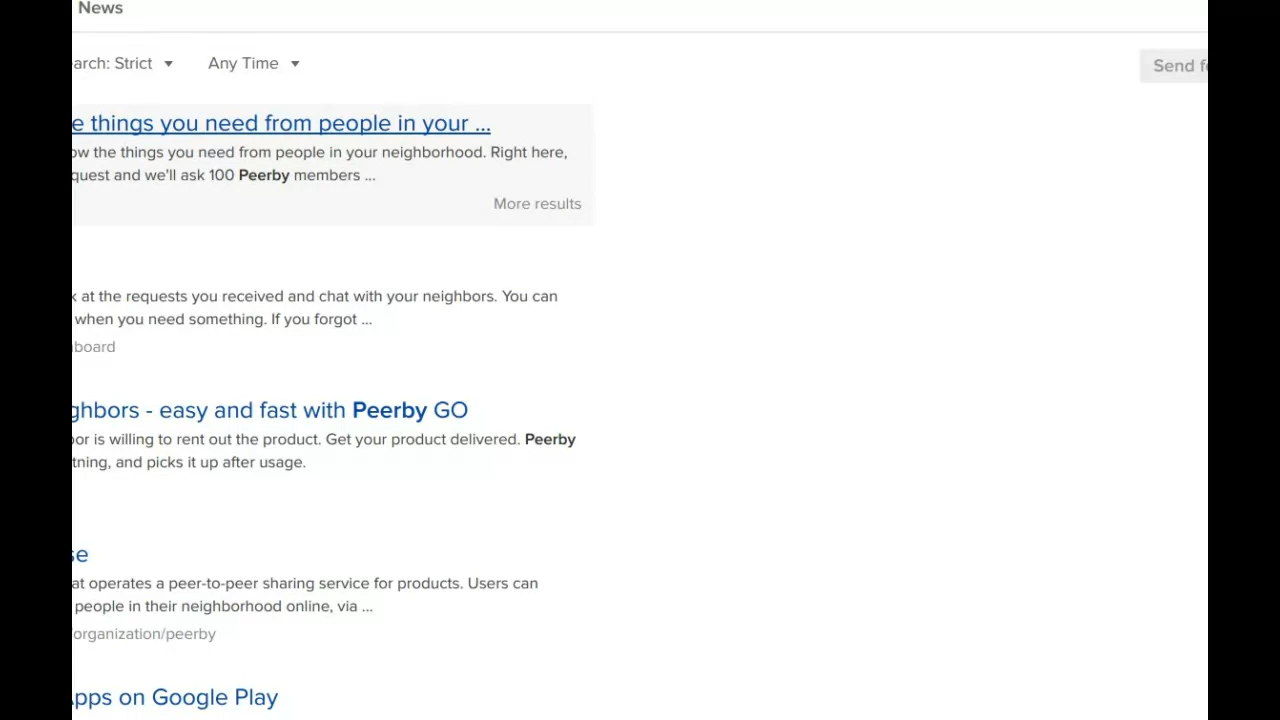 News
arch: Strict
Any Time
Send f
e things you need from people in your ...
ow the things you need from people in your neighborhood. Right here,
quest and we'll ask 100 Peerby members ...
More results
k at the requests you received and chat with your neighbors. You can
when you need something. If you forgot ...
board
ghbors - easy and fast with Peerby GO
or is willing to rent out the product. Get your product delivered. Peerby
tning, and picks it up after usage.
se
at operates a peer-to-peer sharing service for products. Users can
people in their neighborhood online, via ...
/organization/peerby
pps on Google Play